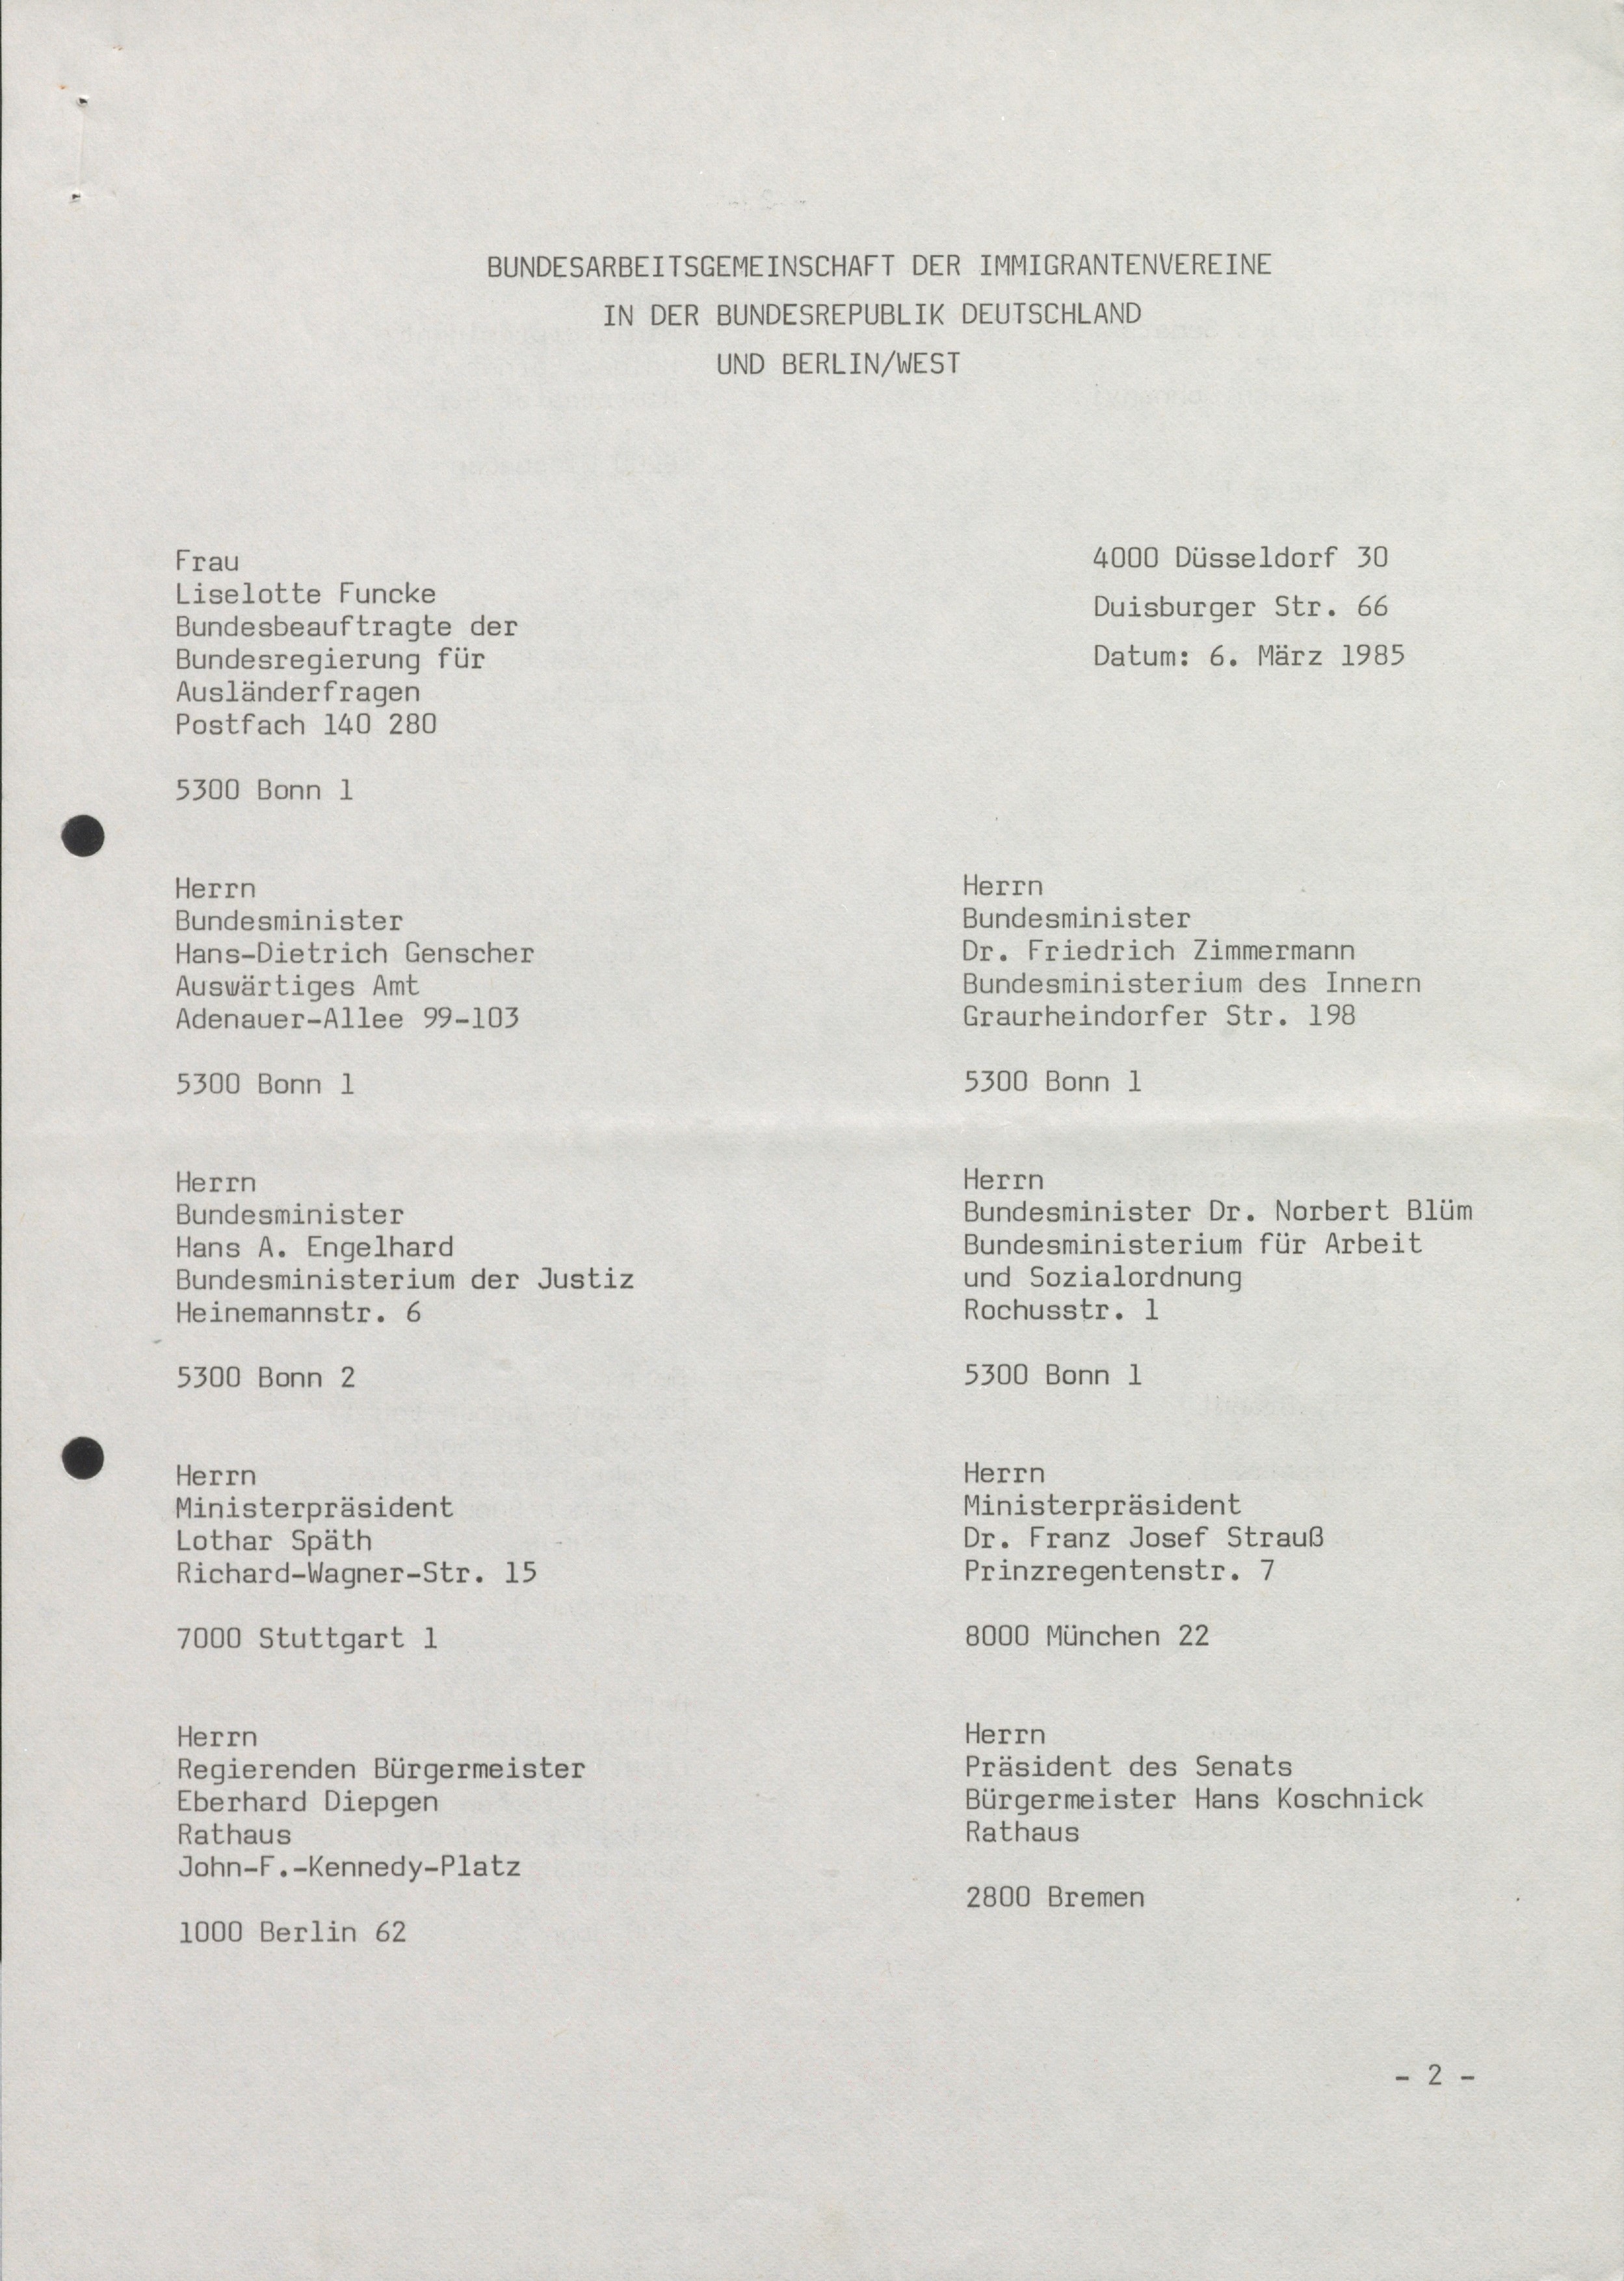 BUNDESARBEITSGEMEINSCHAFT DER IMMIGRANTENVEREINE
IN DER BUNDESREPUBLIK DEUTSCHLAND
UND BERLIN/WEST
Frau
Liselotte Funcke
Bundesbeauftragte der
Bundesregierung für
Ausländerfragen
Postfach 140 280
5300 Bonn 1
4000 Düsseldorf 30
Duisburger Str. 66
Datum: 6. März 1985
Herrn
Bundesminister
Hans-Dietrich Genscher
Auswärtiges Amt
Adenauer-Allee 99-103
5300 Bonn 1
Herrn
Bundesminister
Dr. Friedrich Zimmermann
Bundesministerium des Innern
Graurheindorfer Str. 198
5300 Bonn 1
Herrn
Bundesminister
Hans A. Engelhard
Bundesministerium der Justiz
Heinemannstr. 6
5300 Bonn 2
Herrn
Bundesminister Dr. Norbert Blüm
Bundesministerium für Arbeit
und Sozialordnung
Rochusstr. 1
5300 Bonn 1
Herrn
Ministerpräsident
Lothar Späth
Richard-Wagner-Str. 15
7000 Stuttgart 1
Herrn
Ministerpräsident
Dr. Franz Josef Strauß
Prinzregentenstr. 7
8000 München 22
Herrn
Regierenden Bürgermeister
Eberhard Diepgen
Rathaus
John-F.-Kennedy-Platz
1000 Berlin 62
Herrn
Präsident des Senats
Bürgermeister Hans Koschnick
Rathaus
2800 Bremen
- 2 -